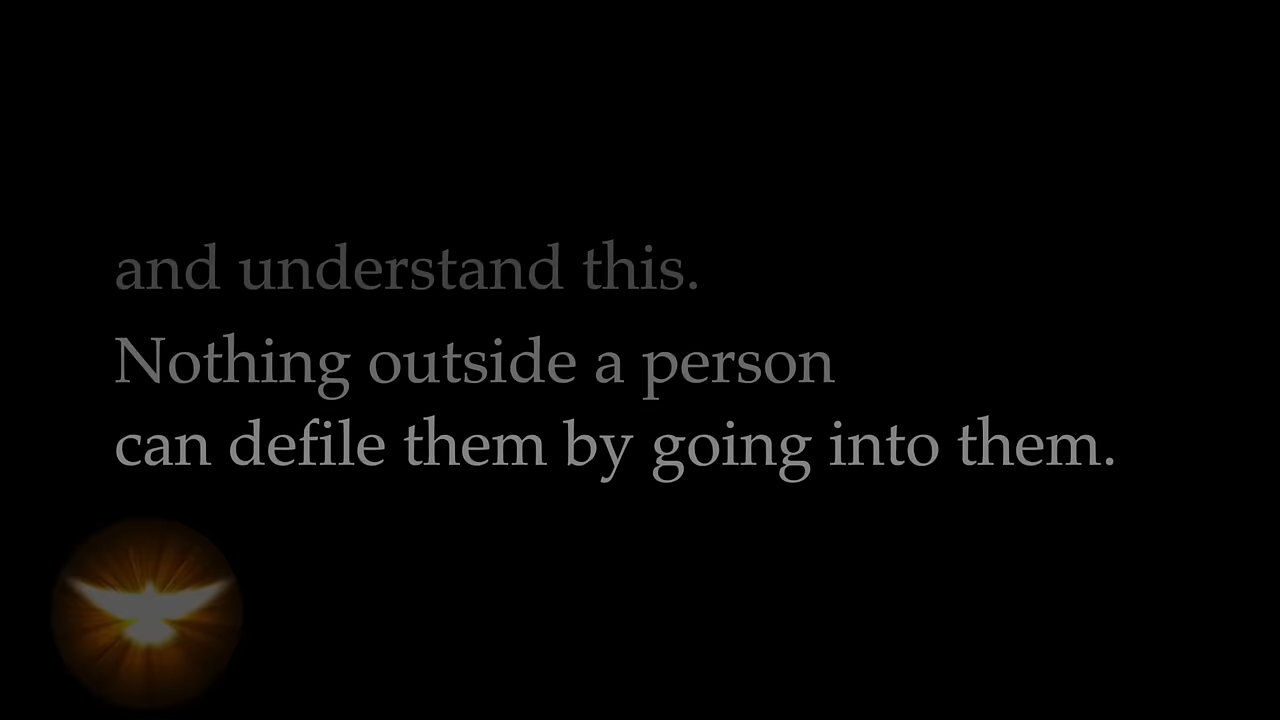 and understand this.
Nothing outside a person
can defile them by going into them.